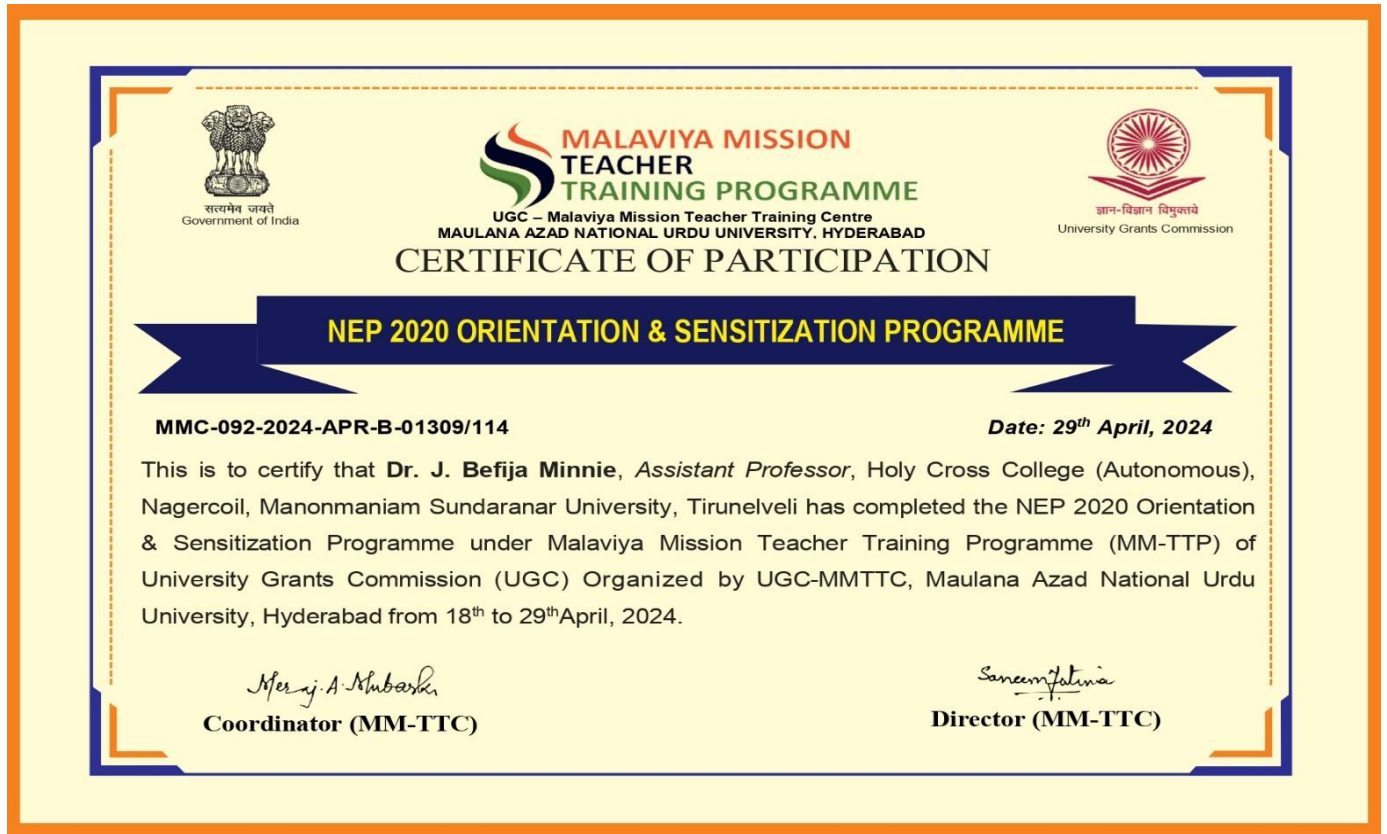 सत्यमेव जयते
Government of India
MALAVIYA MISSION
TEACHER
TRAINING PROGRAMME
UGC – Malaviya Mission Teacher Training Centre
MAULANA AZAD NATIONAL URDU UNIVERSITY, HYDERABAD
ज्ञान-विज्ञान विमुक्तये
University Grants Commission
CERTIFICATE OF PARTICIPATION
NEP 2020 ORIENTATION & SENSITIZATION PROGRAMME
MMC-092-2024-APR-B-01309/114
Date: 29th April, 2024
This is to certify that Dr. J. Befija Minnie, Assistant Professor, Holy Cross College (Autonomous),
Nagercoil, Manonmaniam Sundaranar University, Tirunelveli has completed the NEP 2020 Orientation
& Sensitization Programme under Malaviya Mission Teacher Training Programme (MM-TTP) of
University Grants Commission (UGC) Organized by UGC-MMTTC, Maulana Azad National Urdu
University, Hyderabad from 18th to 29thApril, 2024.
Meraj. A.
Coordinator (MM-TTC)
Director (MM-TTC)